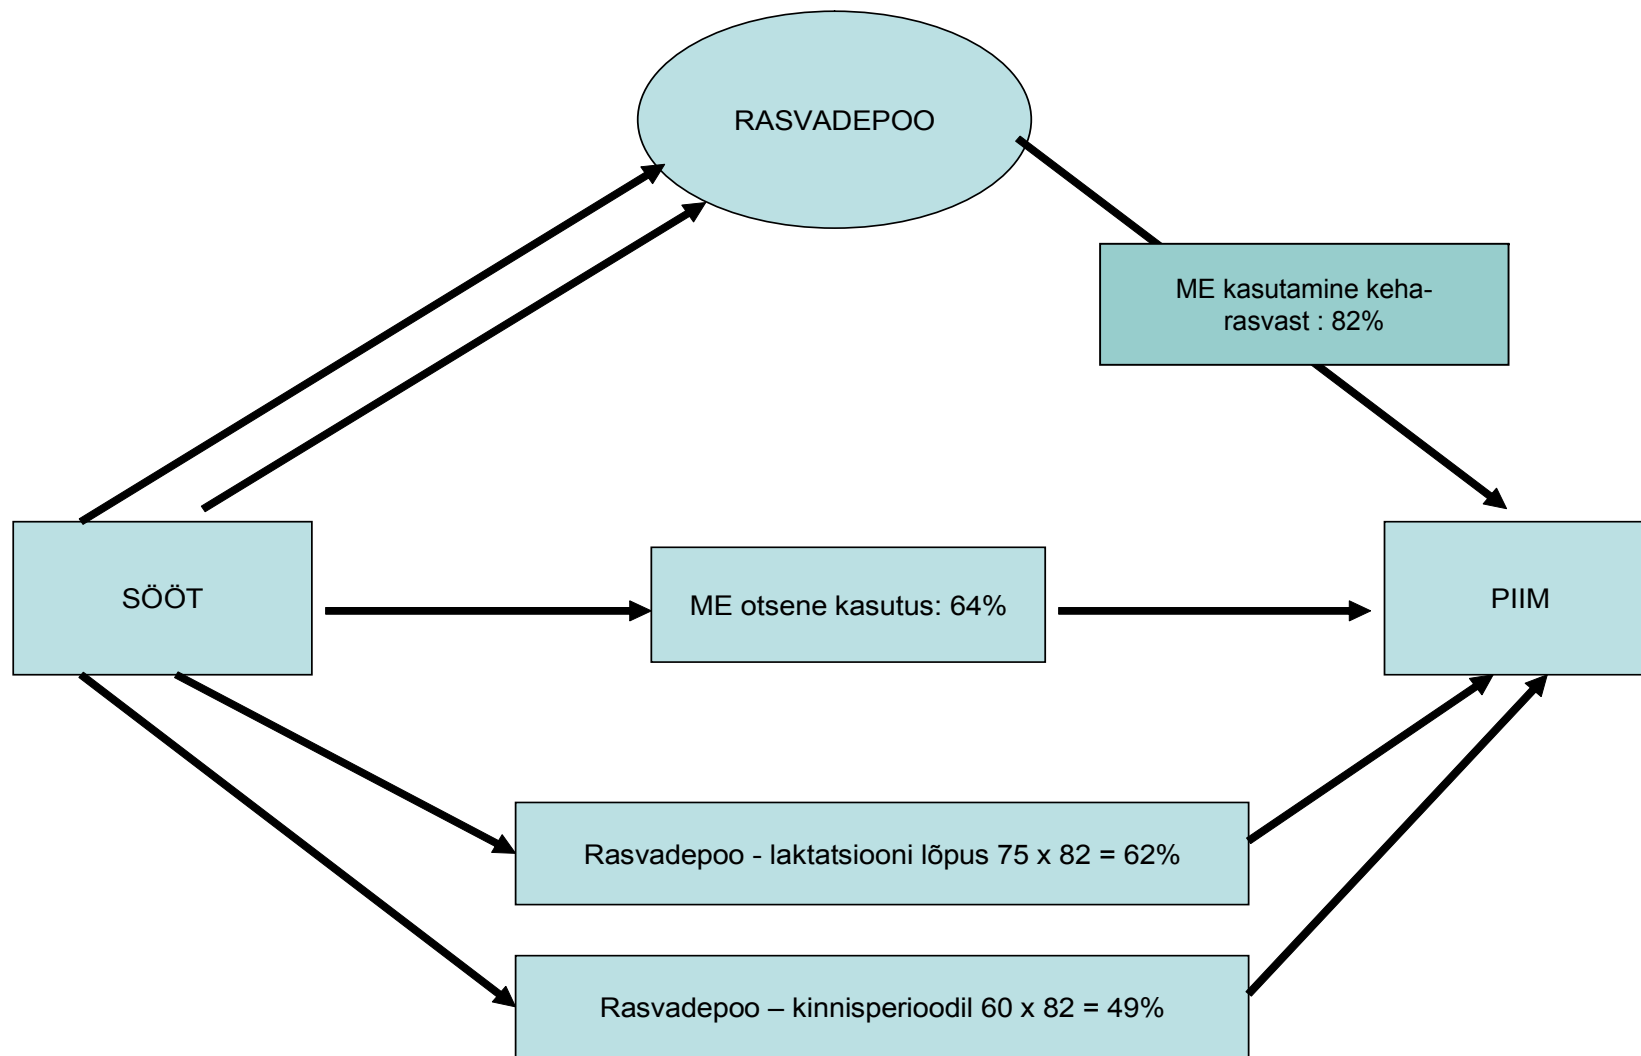 RASVADEPOO
ME kasutamine keha-
rasvast : 82%
SÖÖT
ME otsene kasutus: 64%
PIIM
Rasvadepoo - laktatsiooni lõpus 75 x 82 = 62%
Rasvadepoo – kinnisperioodil 60 x 82 = 49%